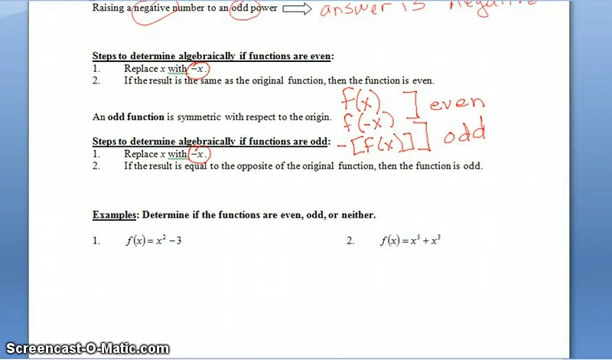 Raising a negative number to an odd power ⟹ answer is negative
Steps to determine algebraically if functions are even:
1. Replace x with −x.
2. If the result is the same as the original function, then the function is even.
f(x) ] even
An odd function is symmetric with respect to the origin.
f(-x)
Steps to determine algebraically if functions are odd:
-[f(x)] ] odd
1. Replace x with −x.
2. If the result is equal to the opposite of the original function, then the function is odd.
Examples: Determine if the functions are even, odd, or neither.
1. f(x) = x² − 3 2. f(x) = x⁵ + x³
Screencast-O-Matic.com